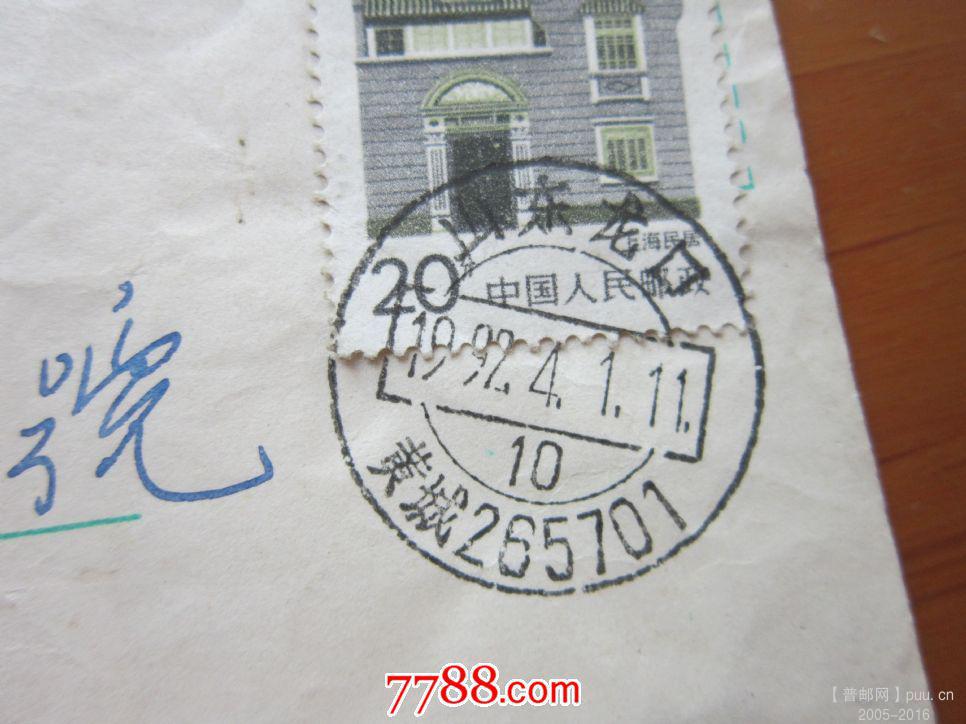 山东龙口
上海民居
20
中国人民邮政
1992.4.1.11.
10
黄城265701
號
7788.com
【普邮网】puu.cn
2005-2016